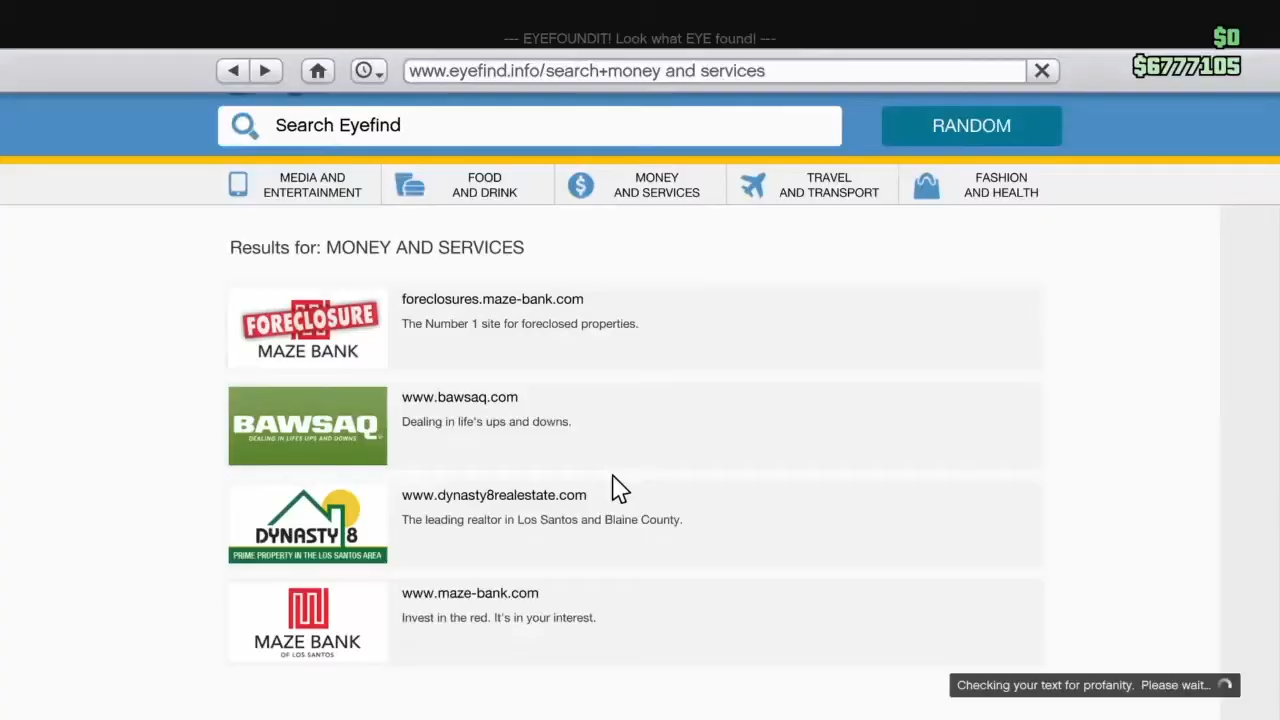 --- EYEFOUNDIT! Look what EYE found! ---
$0
$6777105
www.eyefind.info/search+money and services
Search Eyefind
RANDOM
MEDIA AND
ENTERTAINMENT
FOOD
AND DRINK
MONEY
AND SERVICES
TRAVEL
AND TRANSPORT
FASHION
AND HEALTH
Results for: MONEY AND SERVICES
FORECLOSURE
MAZE BANK
foreclosures.maze-bank.com
The Number 1 site for foreclosed properties.
BAWSAQ
DEALING IN LIFE'S UPS AND DOWNS
www.bawsaq.com
Dealing in life's ups and downs.
DYNASTY 8
PRIME PROPERTY IN THE LOS SANTOS AREA
www.dynasty8realestate.com
The leading realtor in Los Santos and Blaine County.
MAZE BANK
OF LOS SANTOS
www.maze-bank.com
Invest in the red. It's in your interest.
Checking your text for profanity. Please wait...